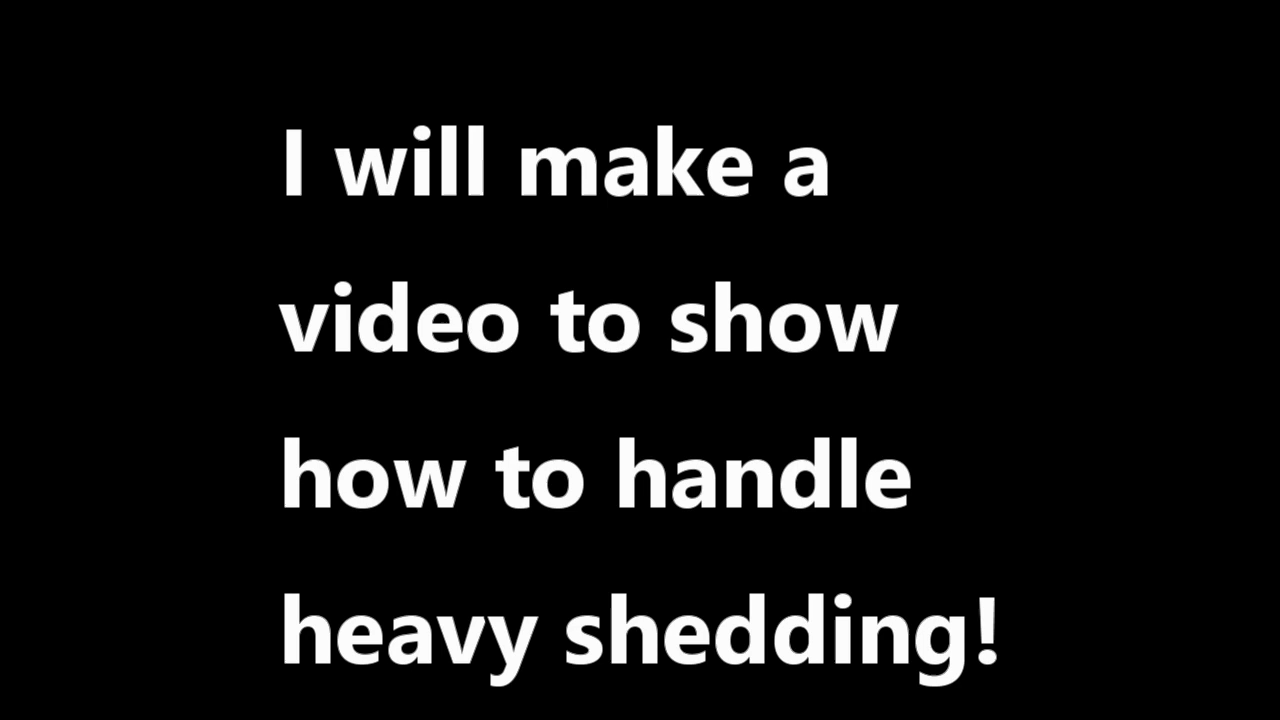 I will make a
video to show
how to handle
heavy shedding!